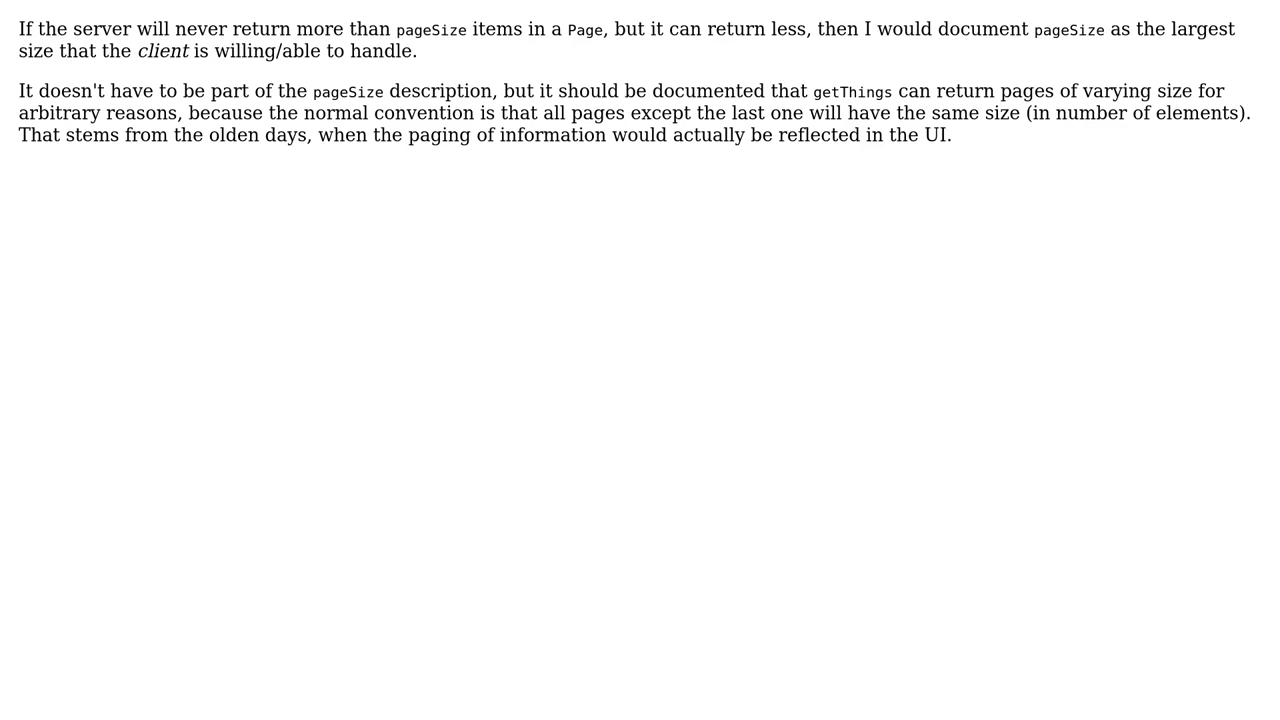 If the server will never return more than pageSize items in a Page, but it can return less, then I would document pageSize as the largest
size that the client is willing/able to handle.
It doesn't have to be part of the pageSize description, but it should be documented that getThings can return pages of varying size for
arbitrary reasons, because the normal convention is that all pages except the last one will have the same size (in number of elements).
That stems from the olden days, when the paging of information would actually be reflected in the UI.